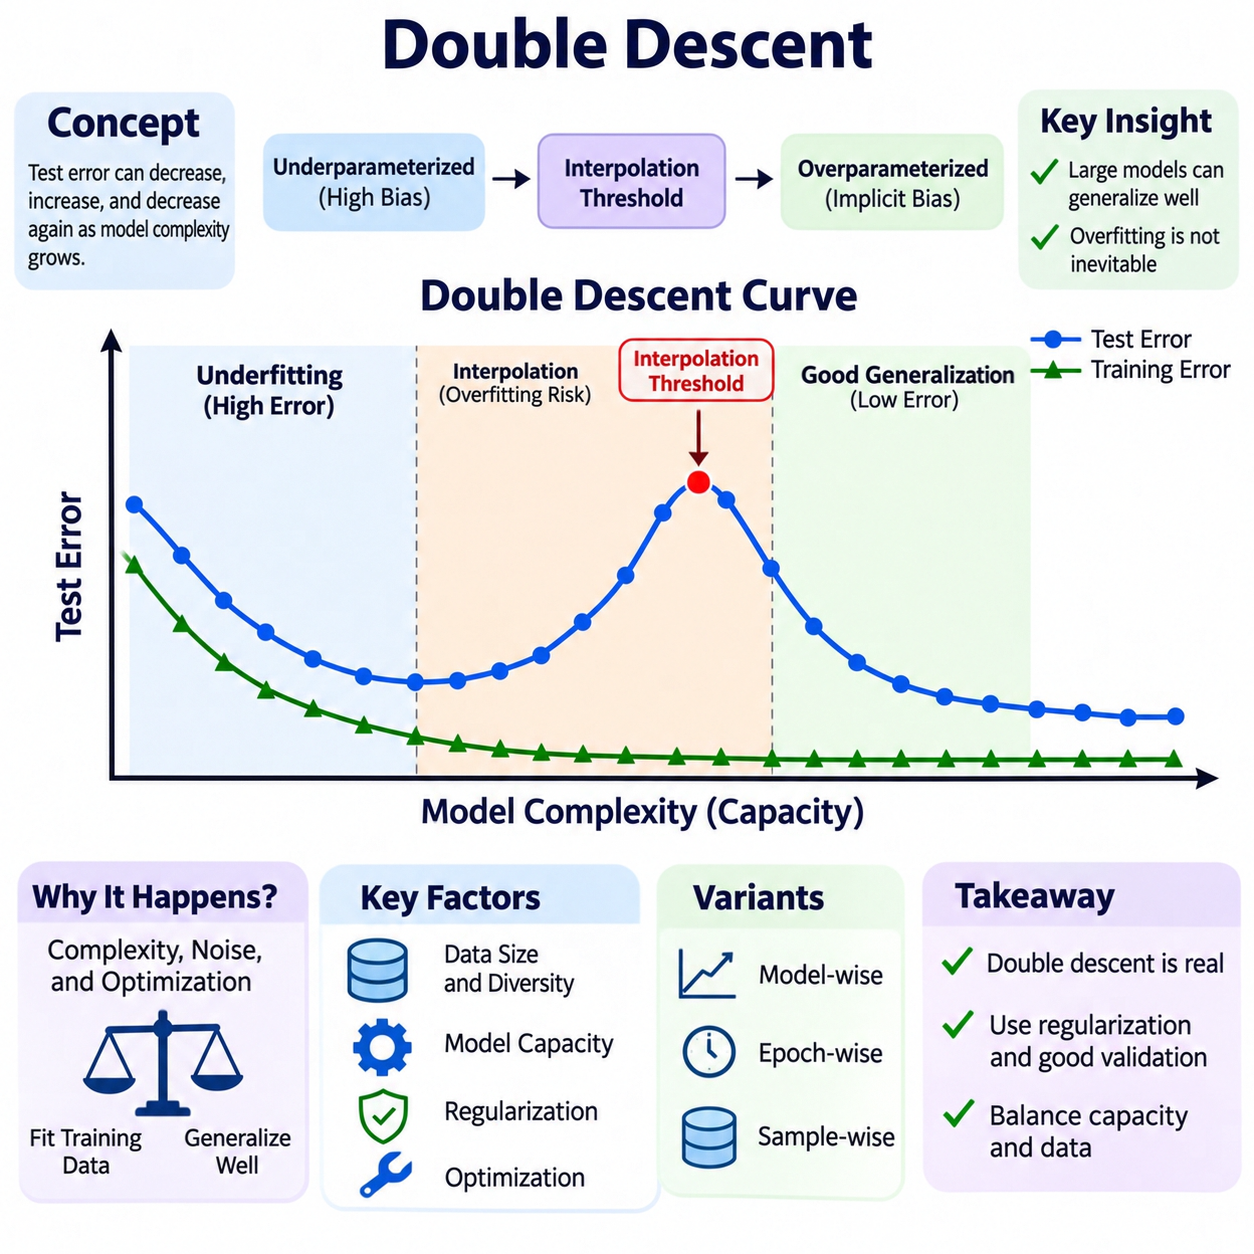 Double Descent
Concept
Test error can decrease,
increase, and decrease
again as model complexity
grows.
Underparameterized
(High Bias)
Interpolation
Threshold
Overparameterized
(Implicit Bias)
Key Insight
Large models can
generalize well
Overfitting is not
inevitable
Double Descent Curve
Test Error
Training Error
Underfitting
(High Error)
Interpolation
(Overfitting Risk)
Interpolation
Threshold
Good Generalization
(Low Error)
Test Error
Model Complexity (Capacity)
Why It Happens?
Complexity, Noise,
and Optimization
Fit Training
Data
Generalize
Well
Key Factors
Data Size
and Diversity
Model Capacity
Regularization
Optimization
Variants
Model-wise
Epoch-wise
Sample-wise
Takeaway
Double descent is real
Use regularization
and good validation
Balance capacity
and data